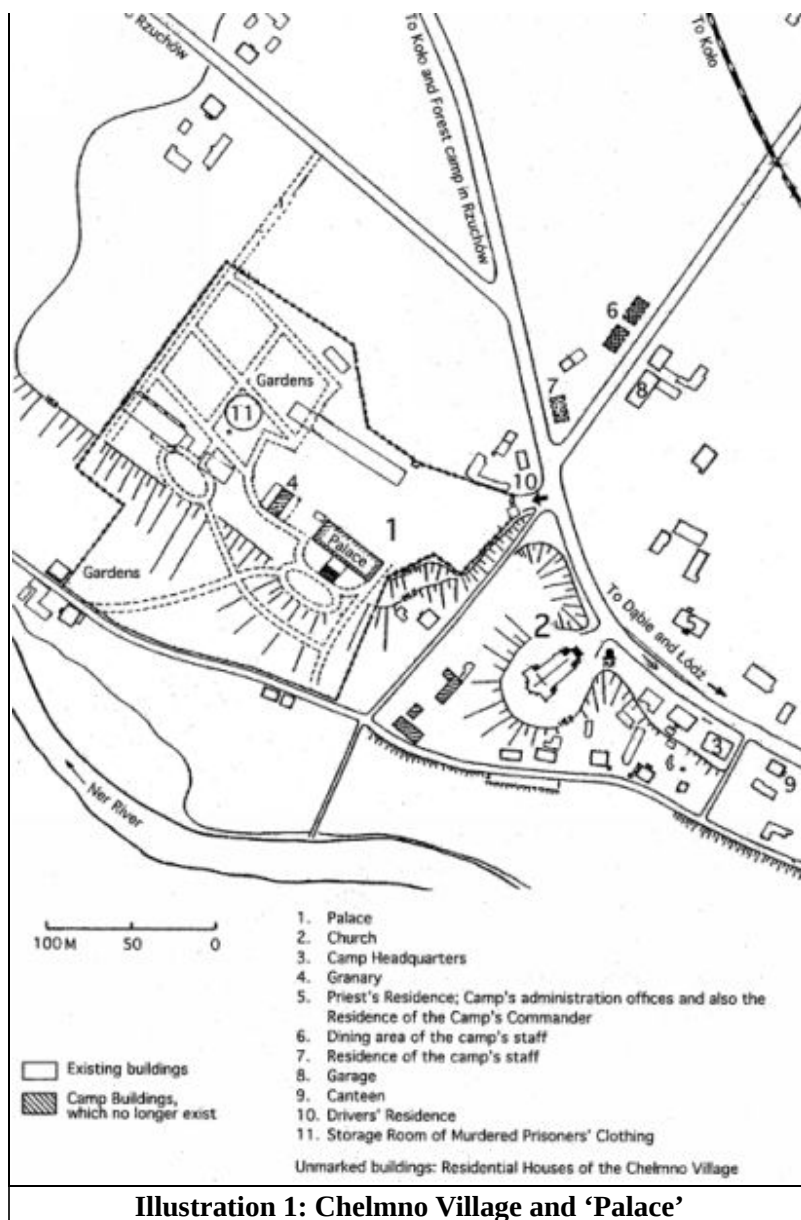 To Rzuchów
To Koło and Forest camp in Rzuchów
To Koło
6
7
8
Gardens
11
10
4
1
Palace
Gardens
2
5
To Dąbie and Łódź
3
9
Ner River
100 M 50 0
1. Palace
2. Church
3. Camp Headquarters
4. Granary
5. Priest's Residence; Camp's administration offices and also the
Residence of the Camp's Commander
6. Dining area of the camp's staff
7. Residence of the camp's staff
8. Garage
9. Canteen
10. Drivers' Residence
11. Storage Room of Murdered Prisoners' Clothing
Existing buildings
Camp Buildings,
which no longer exist
Unmarked buildings: Residential Houses of the Chelmno Village
Illustration 1: Chelmno Village and ‘Palace’